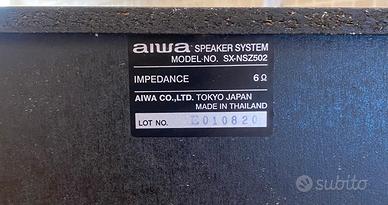 aiwa SPEAKER SYSTEM
MODEL-NO. SX-NSZ502
IMPEDANCE 6Ω
AIWA CO.,LTD. TOKYO JAPAN
MADE IN THAILAND
LOT NO. E010820
subito